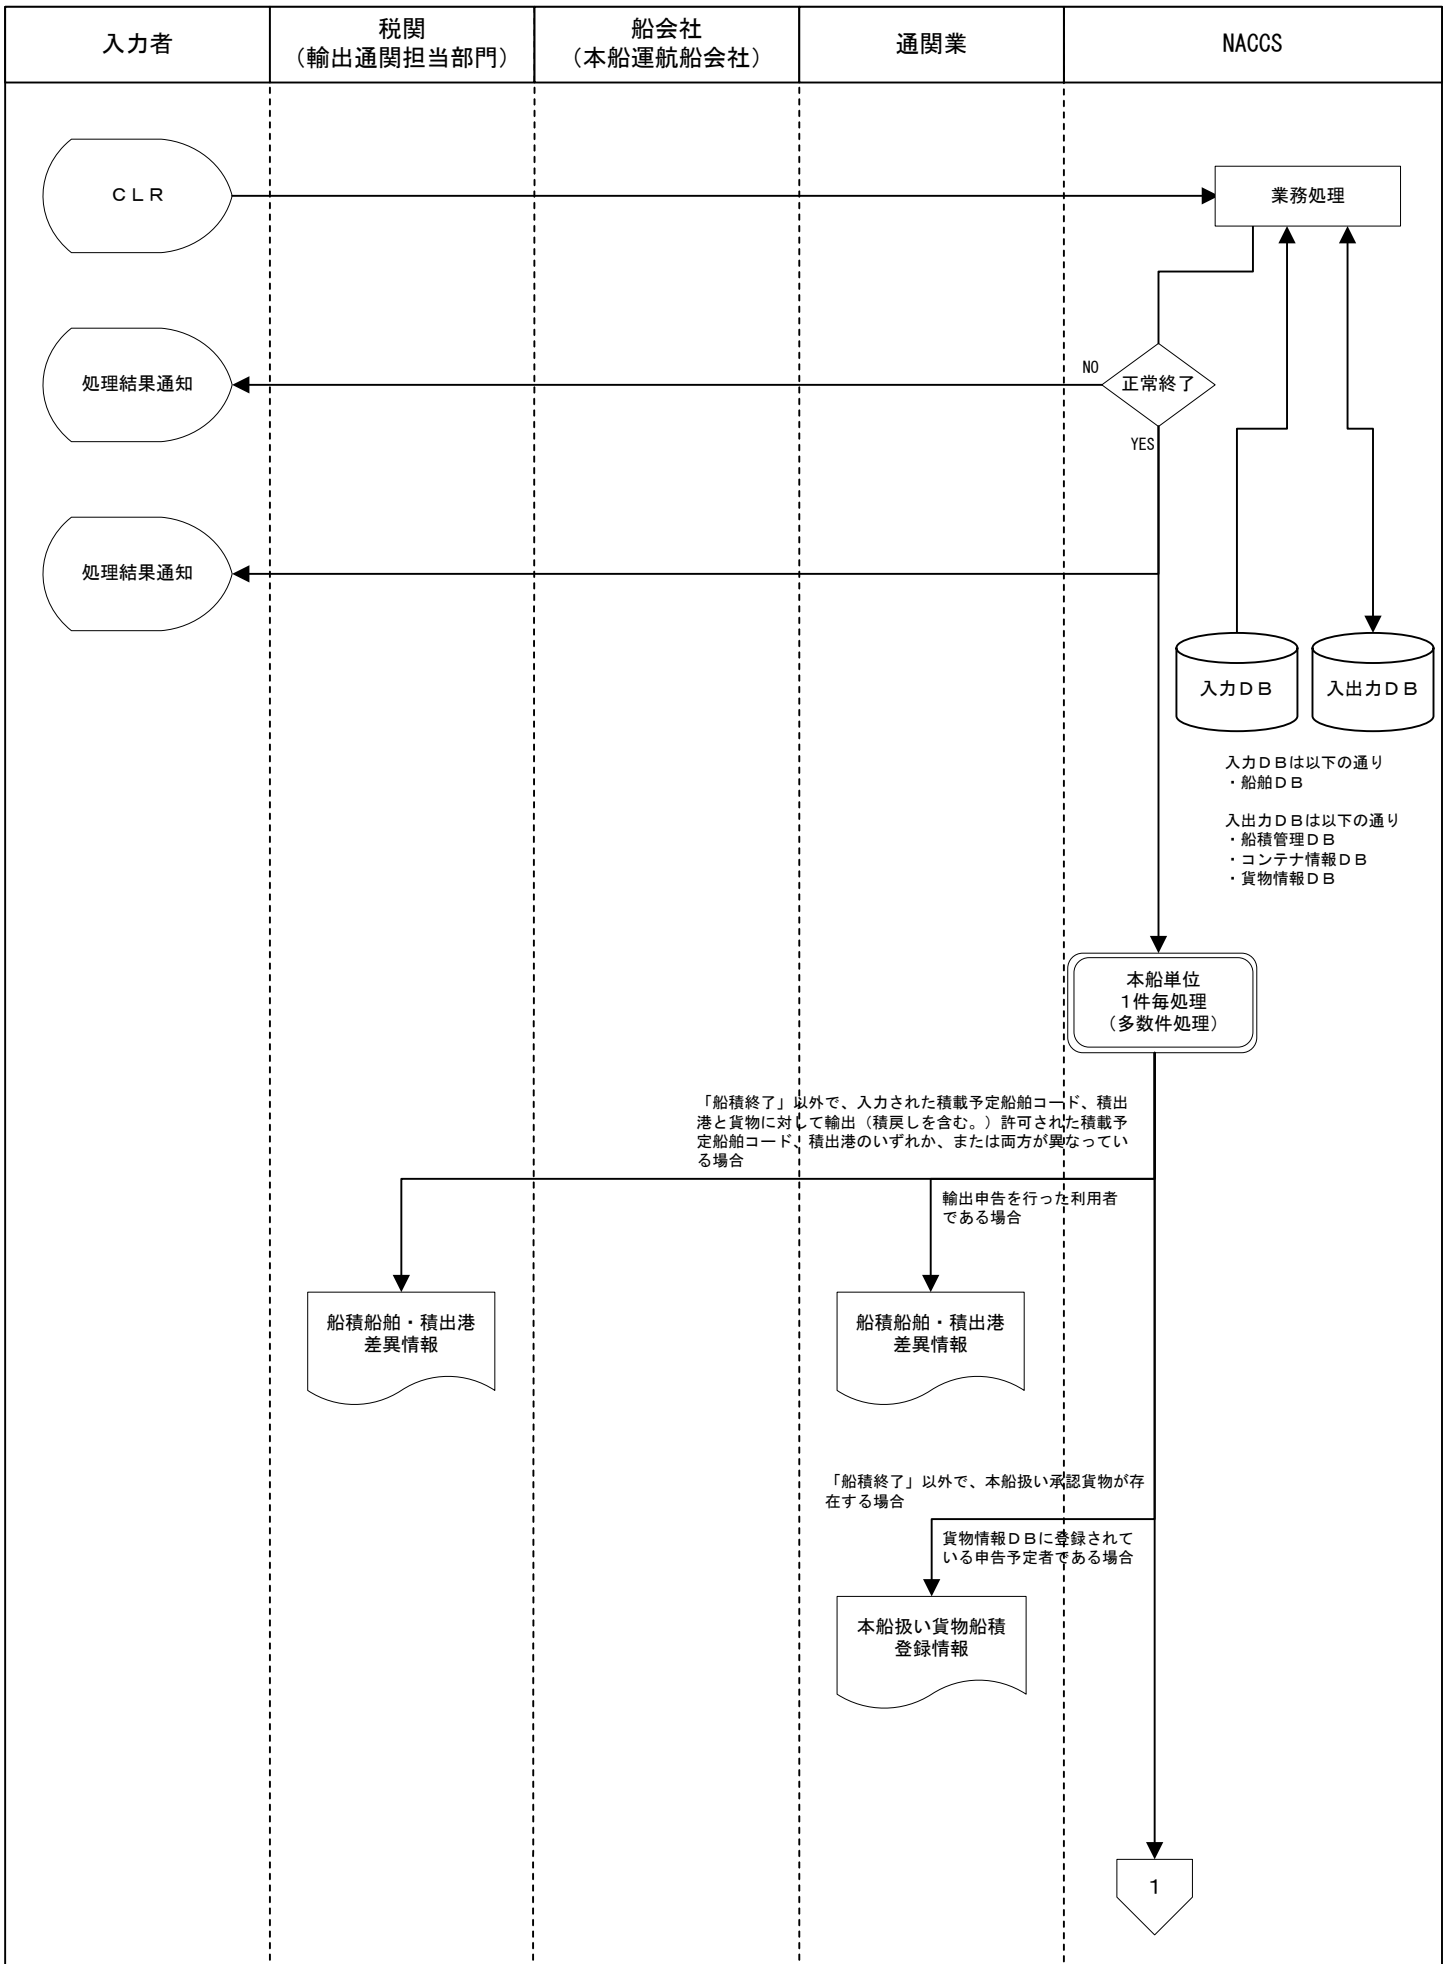 入力者
税関
（輸出通関担当部門）
船会社
（本船運航船会社）
通関業
NACCS
ＣＬＲ
業務処理
処理結果通知
NO
正常終了
YES
処理結果通知
入力ＤＢ
入出力ＤＢ
入力ＤＢは以下の通り
・船舶ＤＢ
入出力ＤＢは以下の通り
・船積管理ＤＢ
・コンテナ情報ＤＢ
・貨物情報ＤＢ
本船単位
1件毎処理
（多数件処理）
「船積終了」以外で、入力された積載予定船舶コード、積出
港と貨物に対して輸出（積戻しを含む。）許可された積載予
定船舶コード、積出港のいずれか、または両方が異なってい
る場合
輸出申告を行った利用者
である場合
船積船舶・積出港
差異情報
船積船舶・積出港
差異情報
「船積終了」以外で、本船扱い承認貨物が存
在する場合
貨物情報ＤＢに登録されて
いる申告予定者である場合
本船扱い貨物船積
登録情報
1